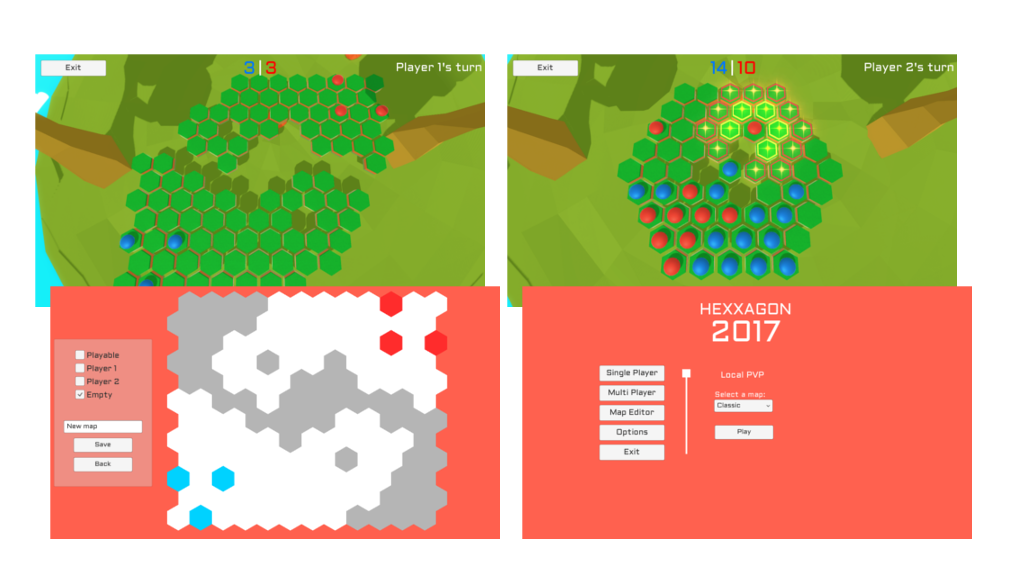 Exit
3|3
Player 1's turn
Exit
14|10
Player 2's turn
Playable
Player 1
Player 2
Empty
New map
Save
Back
HEXXAGON
2017
Single Player
Multi Player
Map Editor
Options
Exit
Local PVP
Select a map:
Classic
Play